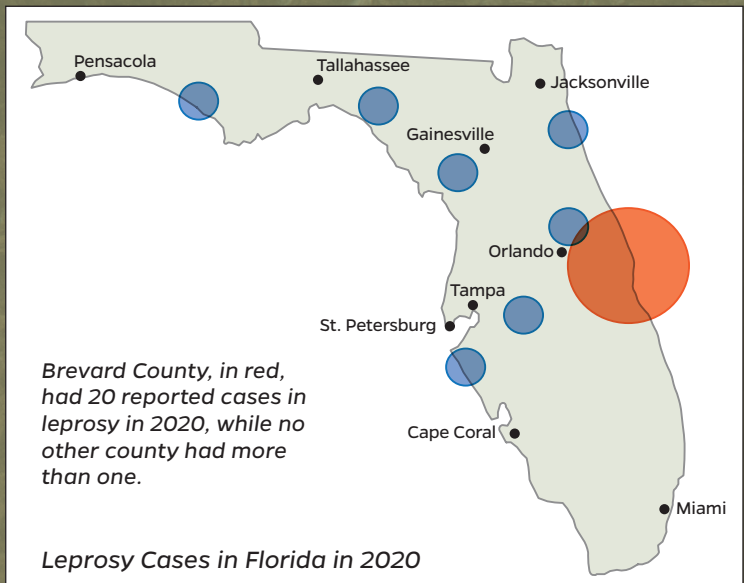 Pensacola
Tallahassee
Jacksonville
Gainesville
Orlando
Tampa
St. Petersburg
Brevard County, in red,
had 20 reported cases in
leprosy in 2020, while no
other county had more
than one.
Cape Coral
Miami
Leprosy Cases in Florida in 2020